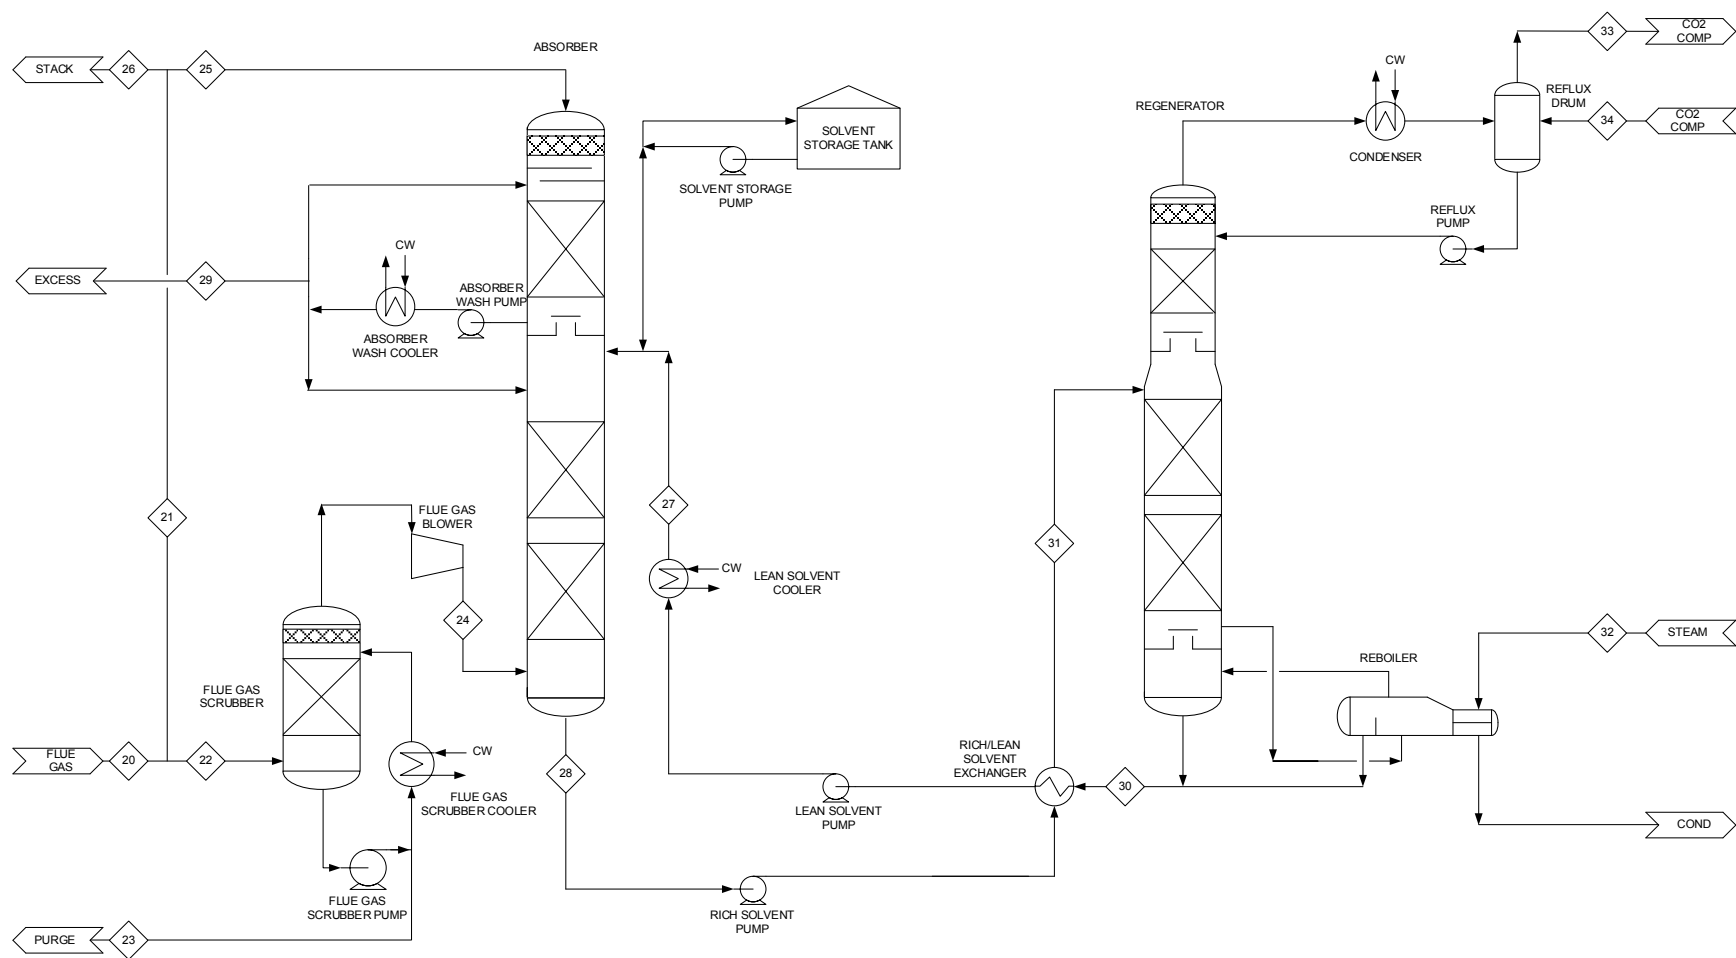 33
CO2
COMP
ABSORBER
STACK
26
25
CW
REFLUX
DRUM
REGENERATOR
34
CO2
COMP
SOLVENT
STORAGE TANK
CONDENSER
SOLVENT STORAGE
PUMP
REFLUX
PUMP
CW
EXCESS
29
ABSORBER
WASH PUMP
ABSORBER
WASH COOLER
27
21
FLUE GAS
BLOWER
31
CW
LEAN SOLVENT
COOLER
24
32
STEAM
REBOILER
FLUE GAS
SCRUBBER
FLUE
GAS
20
22
CW
28
RICH/LEAN
SOLVENT
EXCHANGER
30
FLUE GAS
SCRUBBER COOLER
LEAN SOLVENT
PUMP
COND
FLUE GAS
SCRUBBER PUMP
RICH SOLVENT
PUMP
PURGE
23